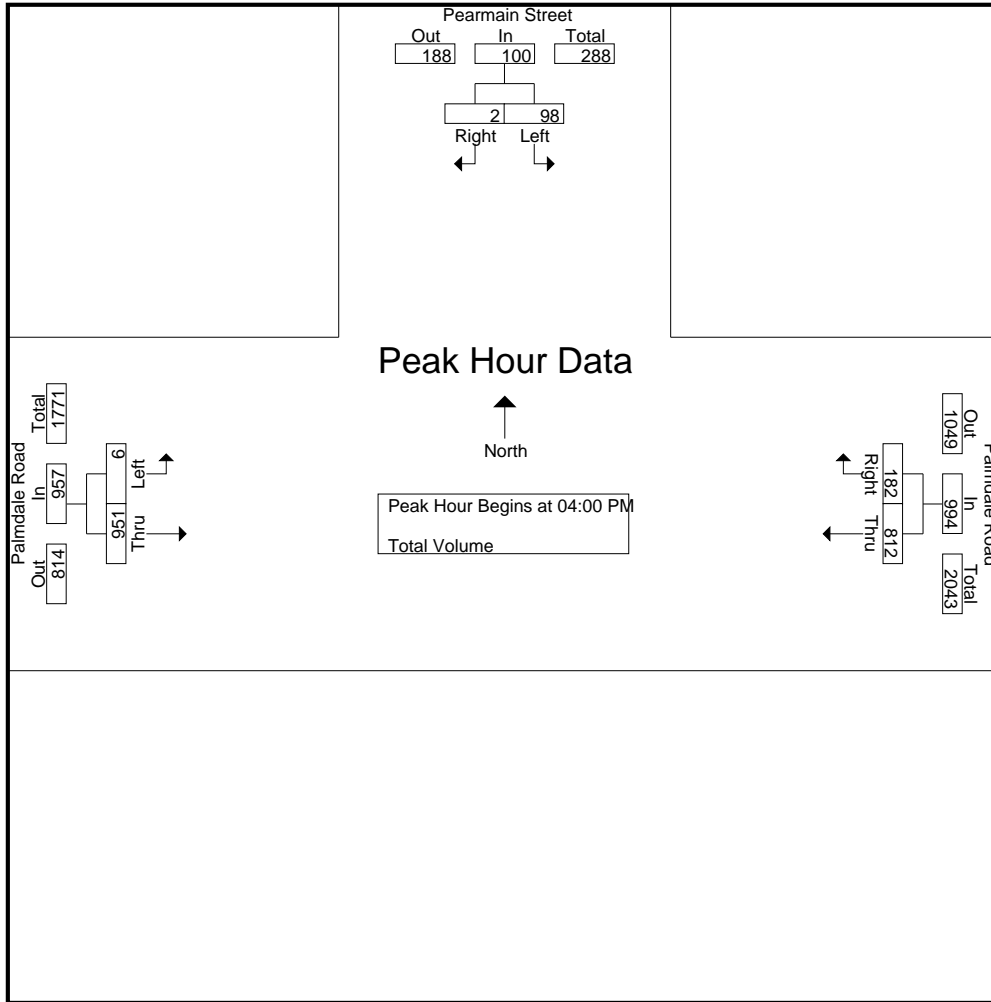 Pearmain Street
Out In Total
188 100 288
2 98
Right Left
Peak Hour Data
North
Peak Hour Begins at 04:00 PM
Total Volume
Palmdale Road
Out In Total
814 957 1771
951 6
Thru Left
Palmdale Road
Out In Total
1049 994 2043
182 812
Right Thru